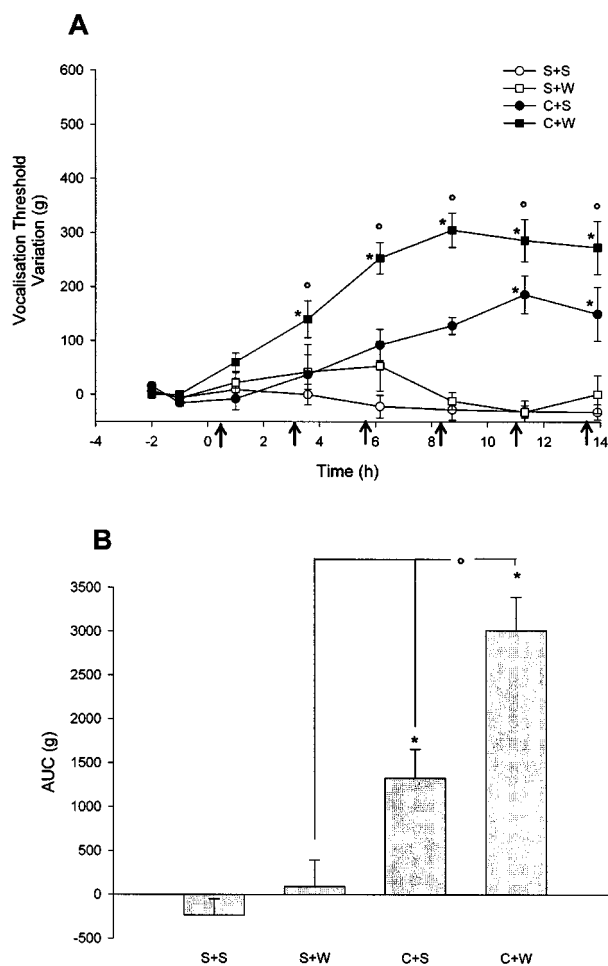 A
600
500
400
300
200
100
0
Vocalisation Threshold
Variation (g)
S+S
S+W
C+S
C+W
° ° ° ° °
* * * * *
* *
-4 -2 0 2 4 6 8 10 12 14
Time (h)
B
3500
3000
2500
2000
1500
1000
500
0
-500
AUC (g)
°
*
*
S+S S+W C+S C+W